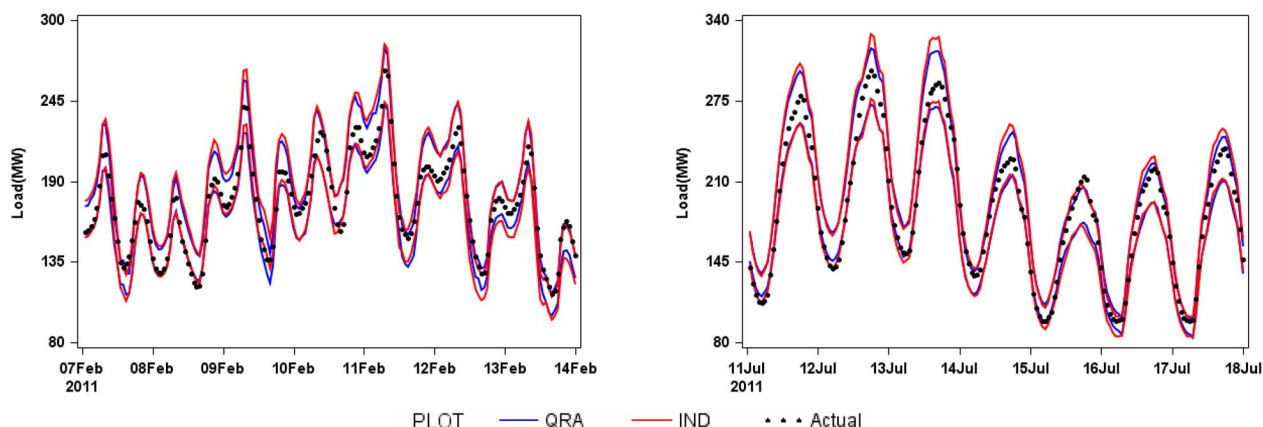 300
245
190
135
80
Load(MW)
07Feb 08Feb 09Feb 10Feb 11Feb 12Feb 13Feb 14Feb
2011
340
275
210
145
80
Load(MW)
11Jul 12Jul 13Jul 14Jul 15Jul 16Jul 17Jul 18Jul
2011
PLOT QRA IND Actual